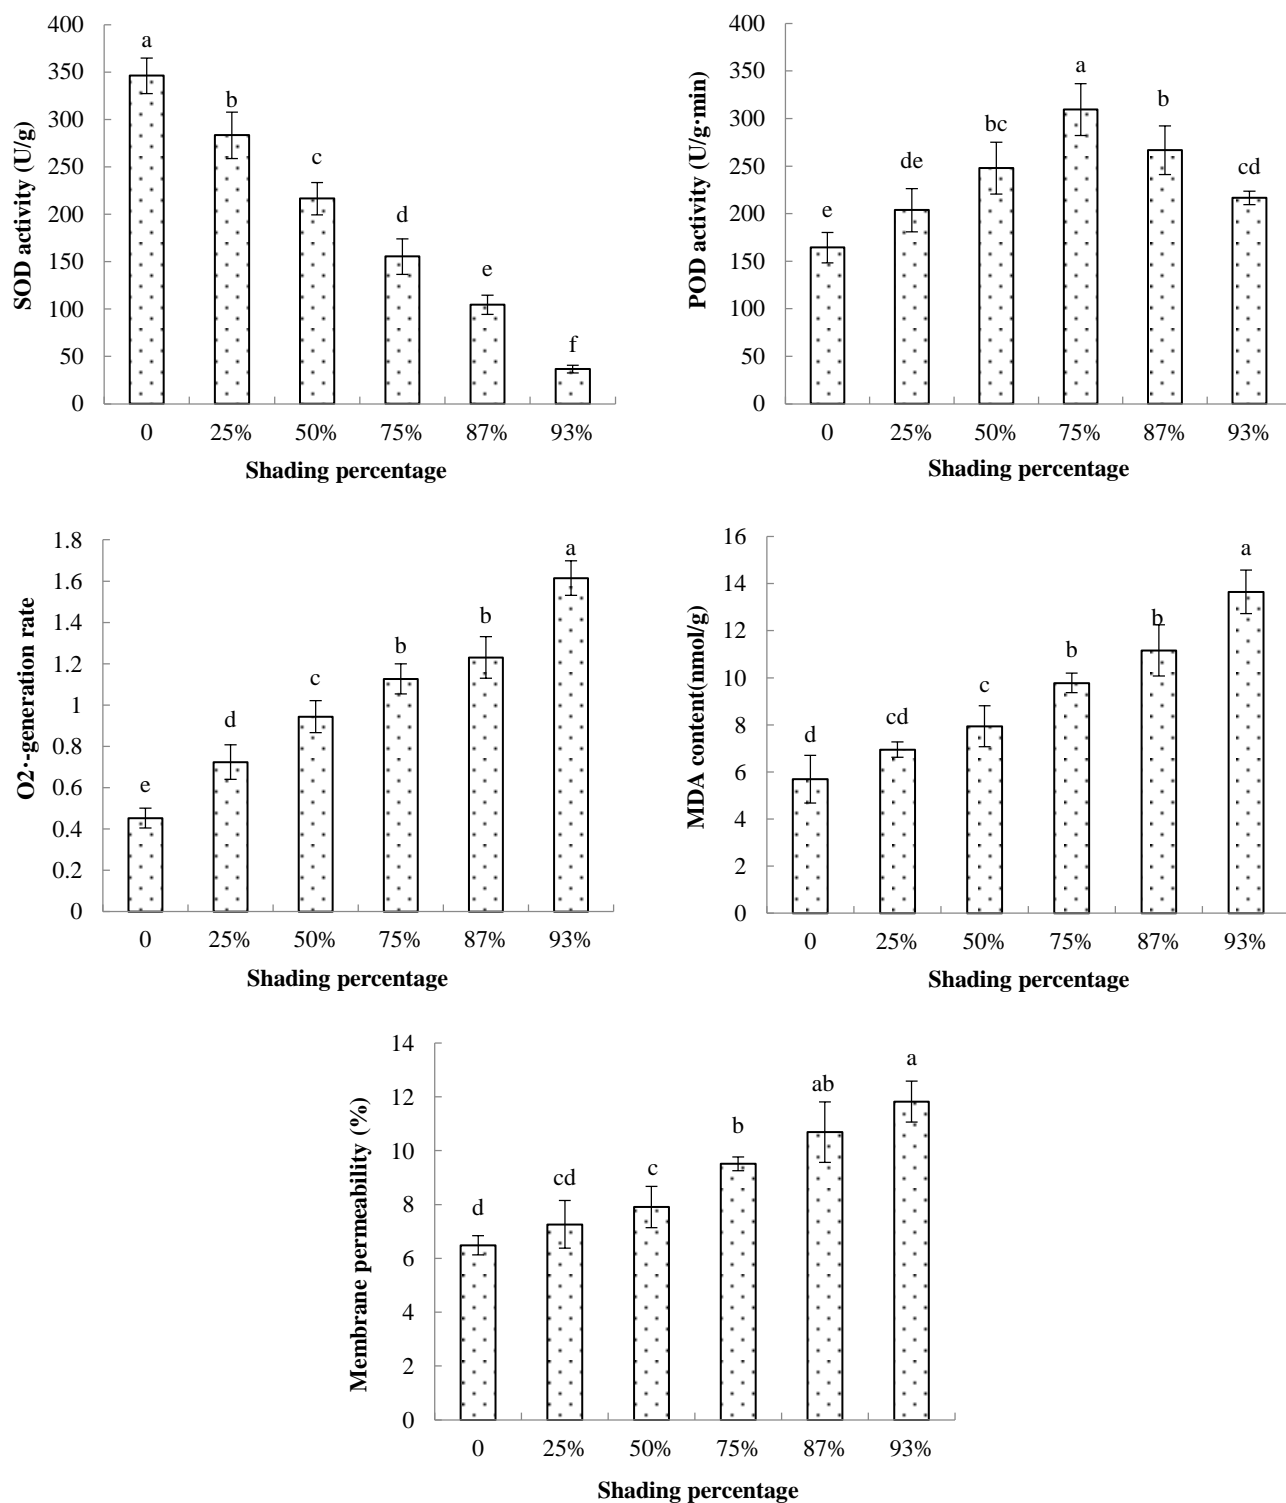 SOD activity (U/g)
400
350
300
250
200
150
100
50
0
a
b
c
d
e
f
0 25% 50% 75% 87% 93%
Shading percentage
POD activity (U/g·min)
400
350
300
250
200
150
100
50
0
e
de
bc
a
b
cd
0 25% 50% 75% 87% 93%
Shading percentage
O2·-generation rate
1.8
1.6
1.4
1.2
1
0.8
0.6
0.4
0.2
0
e
d
c
b
b
a
0 25% 50% 75% 87% 93%
Shading percentage
MDA content(nmol/g)
16
14
12
10
8
6
4
2
0
d
cd
c
b
b
a
0 25% 50% 75% 87% 93%
Shading percentage
Membrane permeability (%)
14
12
10
8
6
4
2
0
d
cd
c
b
ab
a
0 25% 50% 75% 87% 93%
Shading percentage